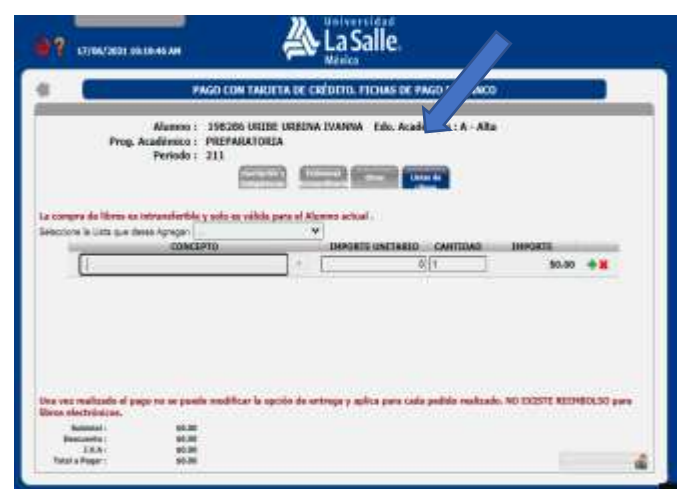 Universidad
La Salle.
México
17/06/2021 10:10:46 AM
PAGO CON TARJETA DE CRÉDITO. FICHAS DE PAGO
Alumno : 198286 URIBE URBINA IVANNA Edo. : A - Alta
Prog. Académico : PREPARATORIA
Periodo : 211
Otros Listas de
La compra de libros es intransferible y solo es válida para el Alumno actual.
Seleccione la Lista que desea Agregar:
CONCEPTO IMPORTE UNITARIO CANTIDAD IMPORTE
0 1 $0.00
Una vez realizado el pago no se puede modificar la opción de entrega y aplica para cada pedido realizado. NO EXISTE REEMBOLSO para
libros electrónicos.
Subtotal : $0.00
Descuento : $0.00
I.V.A : $0.00
Total a Pagar : $0.00